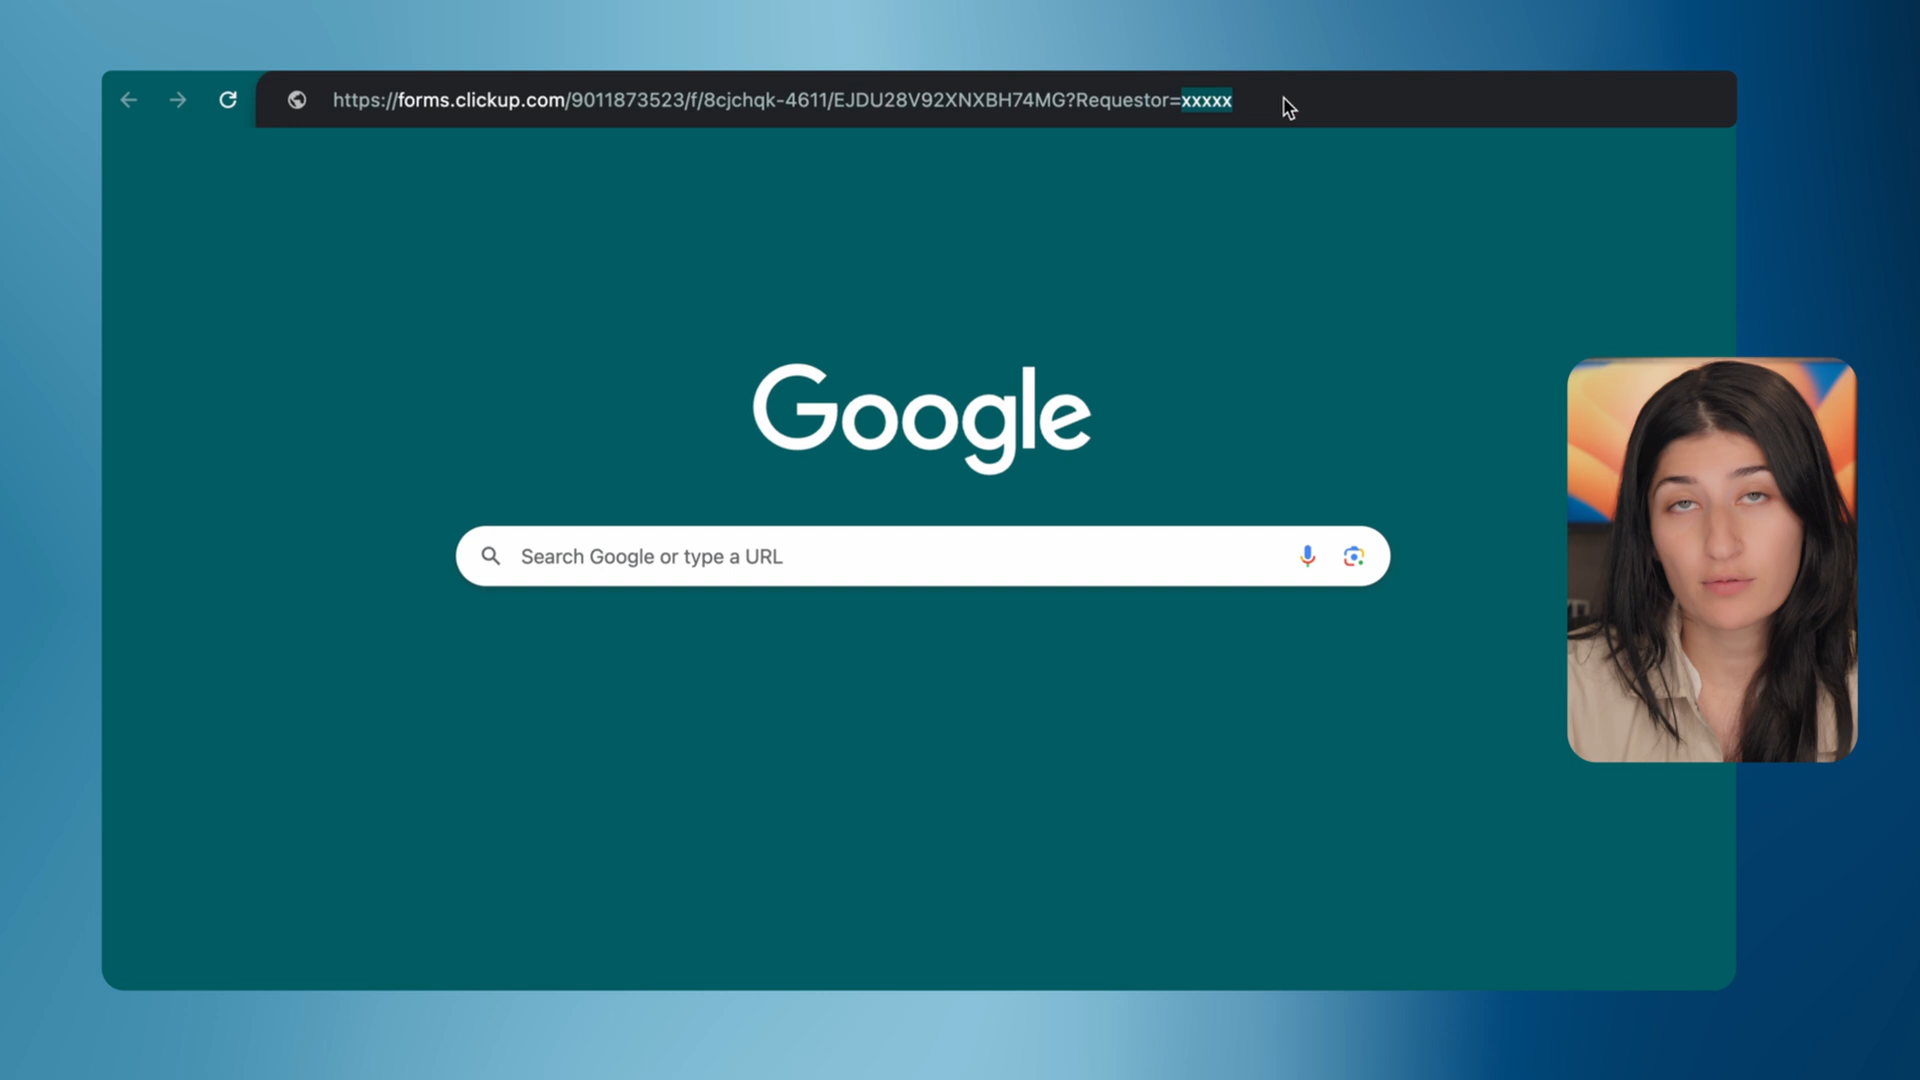 https://forms.clickup.com/9011873523/f/8cjchqk-4611/EJDU28V92XNXBH74MG?Requestor=xxxxx
Google
Search Google or type a URL